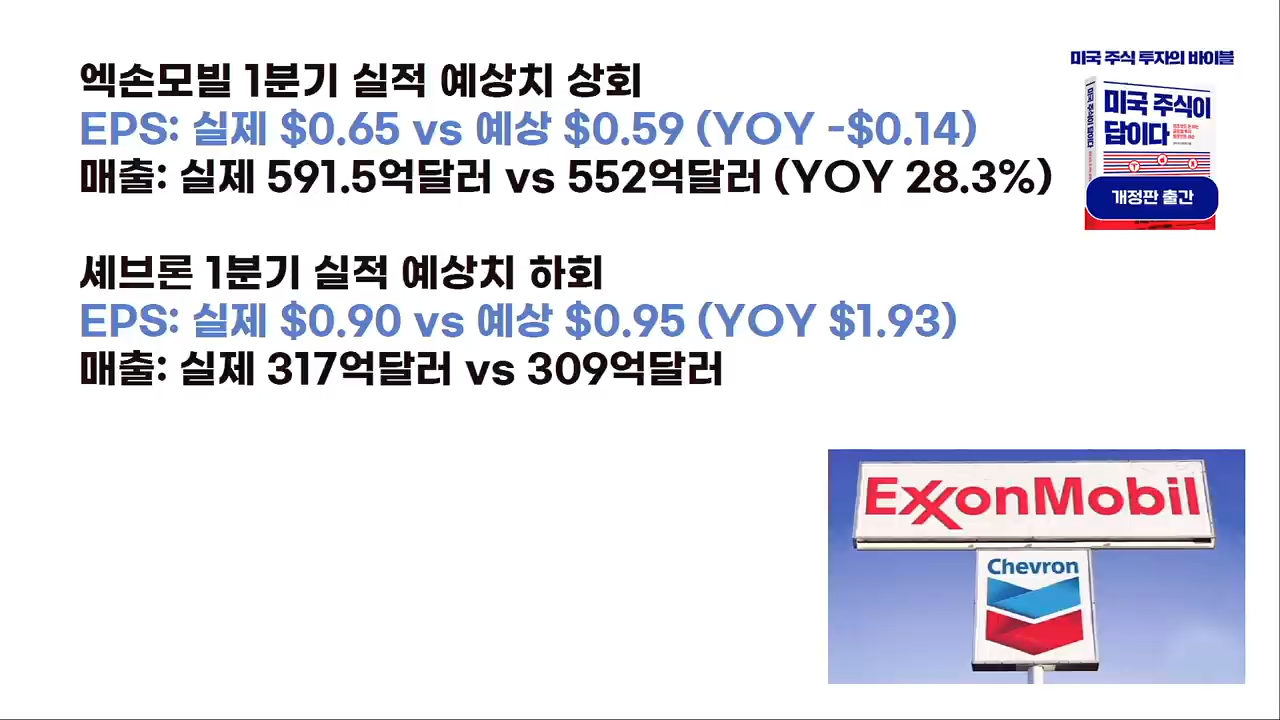 엑손모빌 1분기 실적 예상치 상회
EPS: 실제 $0.65 vs 예상 $0.59 (YOY -$0.14)
매출: 실제 591.5억달러 vs 552억달러 (YOY 28.3%)
셰브론 1분기 실적 예상치 하회
EPS: 실제 $0.90 vs 예상 $0.95 (YOY $1.93)
매출: 실제 317억달러 vs 309억달러
미국 주식 투자의 바이블
미국 주식이
답이다
개정판 출간
ExxonMobil
Chevron